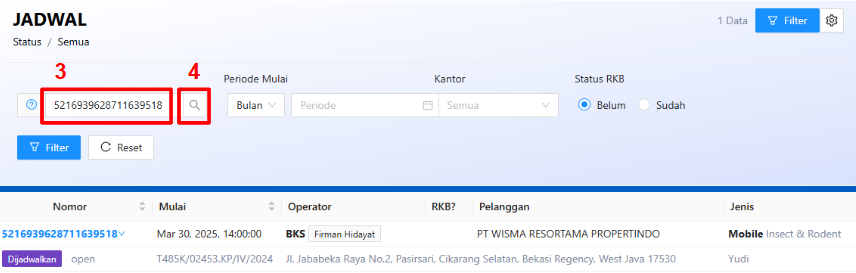 JADWAL
1 Data
Filter
Status / Semua
3
4
Periode Mulai
Kantor
Status RKB
5216939628711639518
Bulan
Periode
Semua
Belum
Sudah
Filter
Reset
Nomor
Mulai
Operator
RKB?
Pelanggan
Jenis
5216939628711639518
Mar 30, 2025, 14:00:00
BKS Firman Hidayat
PT WISMA RESORTAMA PROPERTINDO
Mobile Insect & Rodent
Dijadwalkan
open
T485K/02453.KP/IV/2024
Jl. Jababeka Raya No.2, Pasirsari, Cikarang Selatan, Bekasi Regency, West Java 17530
Yudi